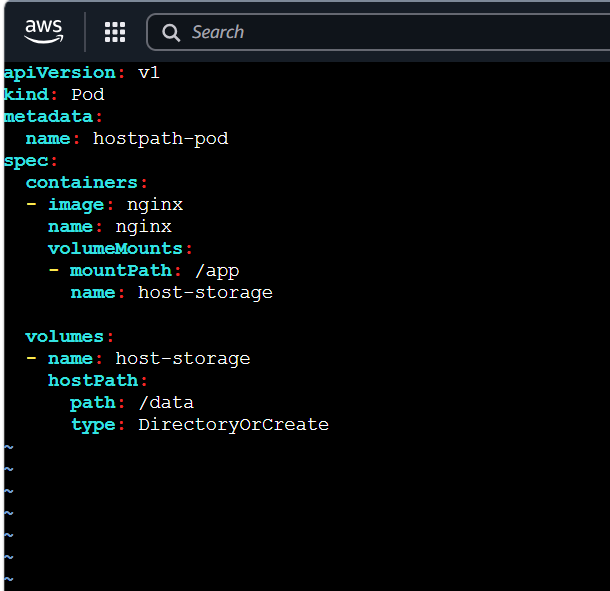 aws
Search
apiVersion: v1
kind: Pod
metadata:
  name: hostpath-pod
spec:
  containers:
  - image: nginx
    name: nginx
    volumeMounts:
    - mountPath: /app
      name: host-storage

  volumes:
  - name: host-storage
    hostPath:
      path: /data
      type: DirectoryOrCreate
~
~
~
~
~
~
~